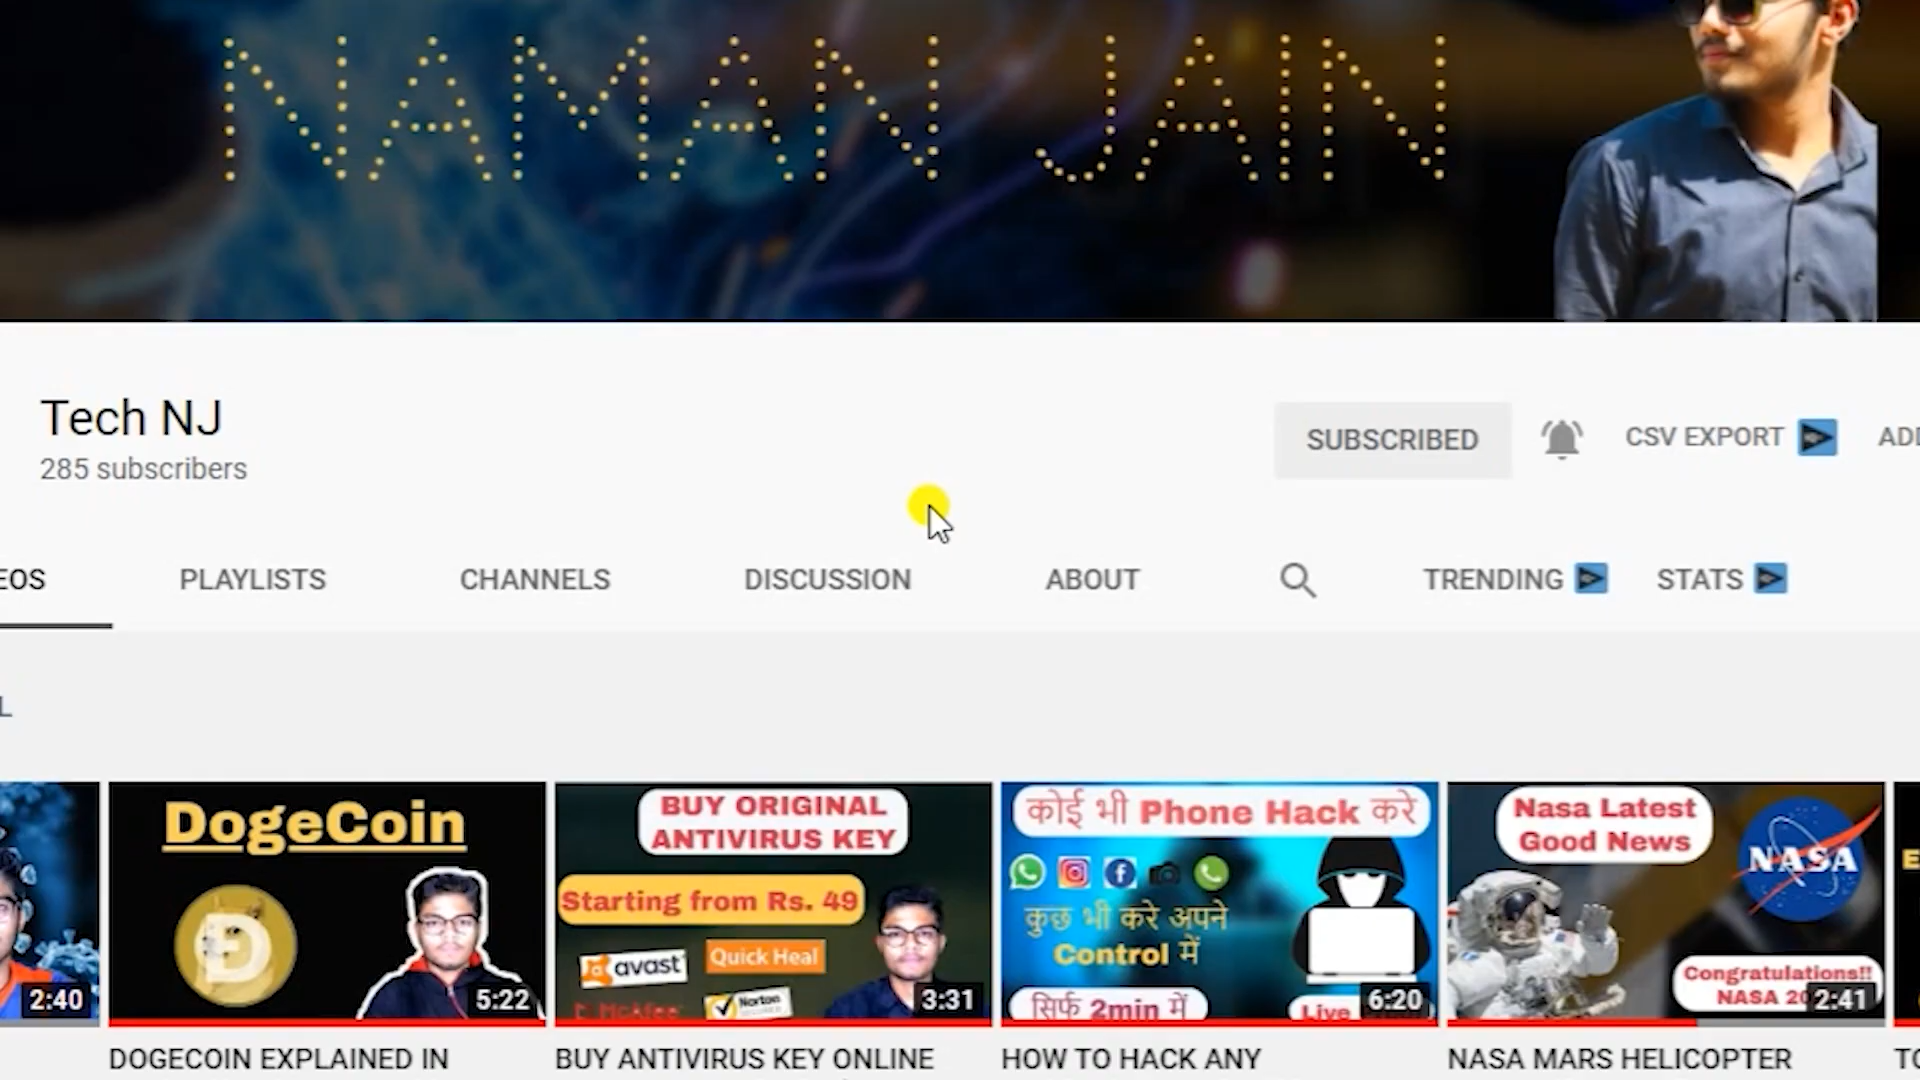 NAMAN JAIN
Tech NJ
285 subscribers
SUBSCRIBED
CSV EXPORT
EOS
PLAYLISTS
CHANNELS
DISCUSSION
ABOUT
TRENDING
STATS
L
2:40
DogeCoin
5:22
BUY ORIGINAL
ANTIVIRUS KEY
Starting from Rs. 49
avast
Quick Heal
McAfee
Norton
3:31
कोई भी Phone Hack करे
कुछ भी करे अपने
Control में
सिर्फ 2min में
Live
6:20
Nasa Latest
Good News
NASA
Congratulations!!
NASA
2:41
DOGECOIN EXPLAINED IN
BUY ANTIVIRUS KEY ONLINE
HOW TO HACK ANY
NASA MARS HELICOPTER